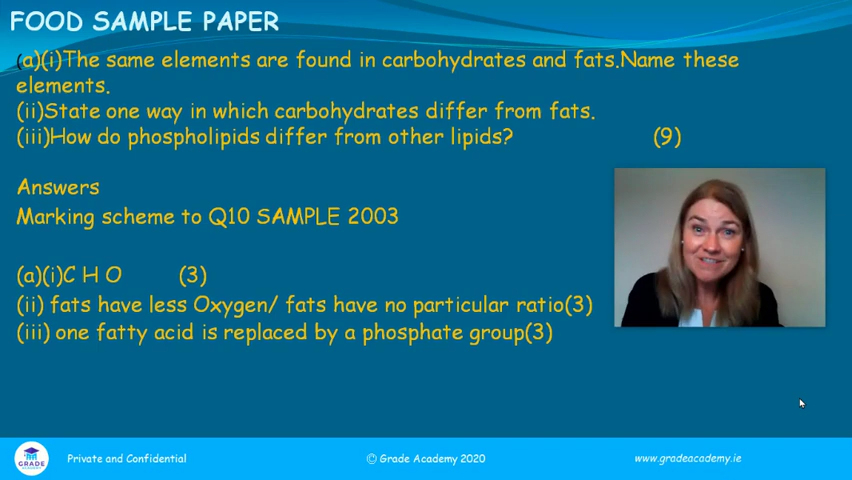 FOOD SAMPLE PAPER
(a)(i)The same elements are found in carbohydrates and fats.Name these
elements.
(ii)State one way in which carbohydrates differ from fats.
(iii)How do phospholipids differ from other lipids? (9)
Answers
Marking scheme to Q10 SAMPLE 2003
(a)(i)C H O (3)
(ii) fats have less Oxygen/ fats have no particular ratio(3)
(iii) one fatty acid is replaced by a phosphate group(3)
GRADE
ACADEMY
Private and Confidential
© Grade Academy 2020
www.gradeacademy.ie